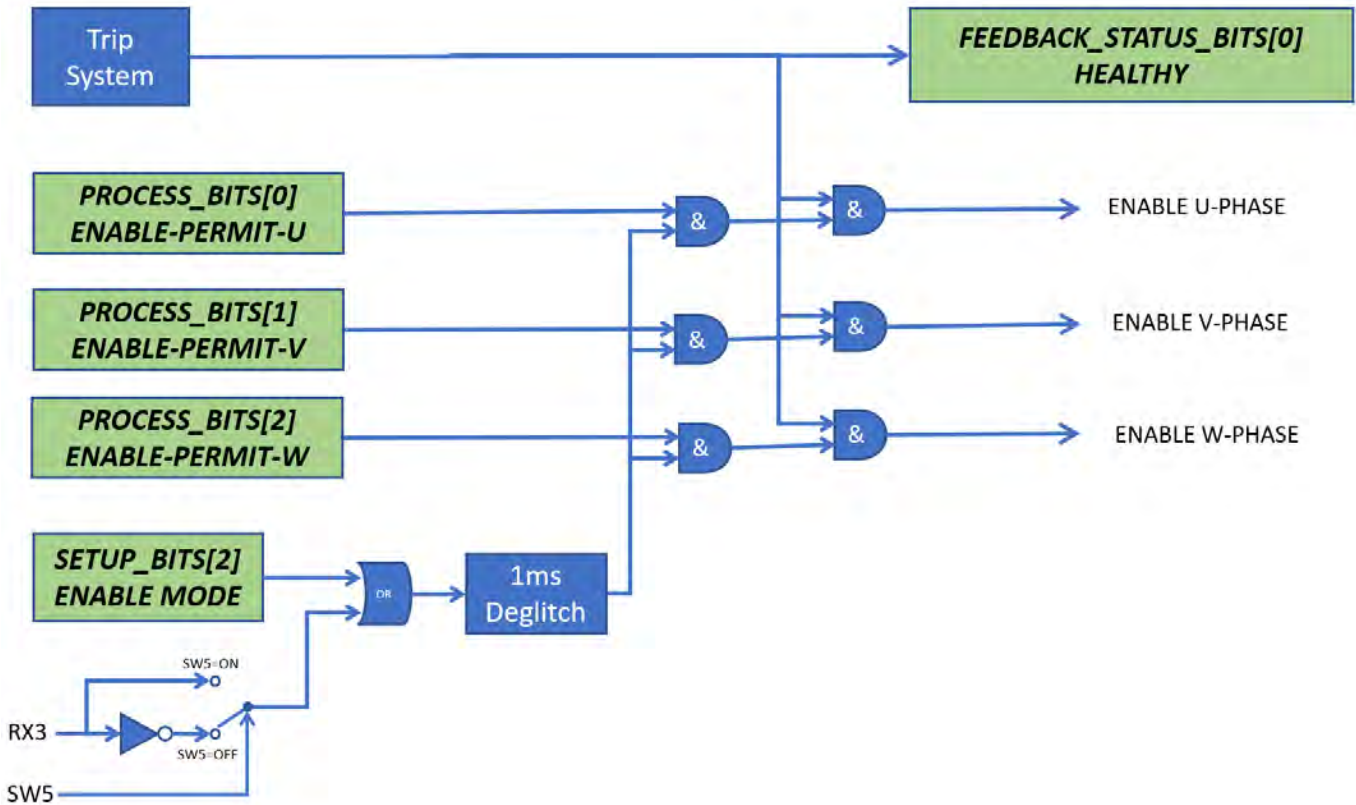 Trip
System
FEEDBACK_STATUS_BITS[0]
HEALTHY
PROCESS_BITS[0]
ENABLE-PERMIT-U
&
&
ENABLE U-PHASE
PROCESS_BITS[1]
ENABLE-PERMIT-V
&
&
ENABLE V-PHASE
PROCESS_BITS[2]
ENABLE-PERMIT-W
&
&
ENABLE W-PHASE
SETUP_BITS[2]
ENABLE MODE
OR
1ms
Deglitch
SW5=ON
RX3
SW5=OFF
SW5